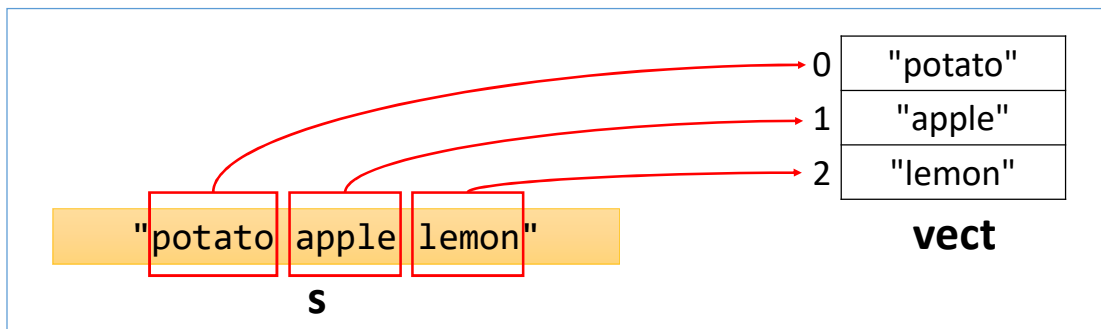 0 "potato"
1 "apple"
2 "lemon"
"potato apple lemon"
vect
s